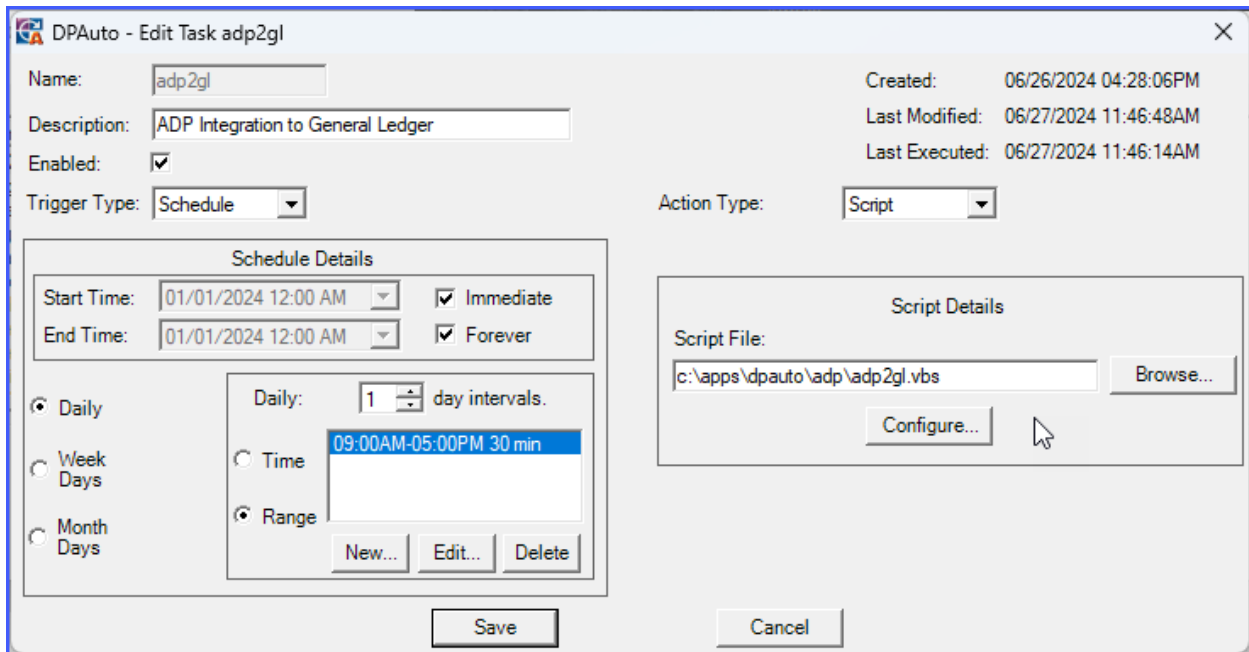 DPAuto - Edit Task adp2gl
Name: adp2gl
Created: 06/26/2024 04:28:06PM
Description: ADP Integration to General Ledger
Last Modified: 06/27/2024 11:46:48AM
Enabled:
Last Executed: 06/27/2024 11:46:14AM
Trigger Type: Schedule
Action Type: Script
Schedule Details
Start Time: 01/01/2024 12:00 AM Immediate
End Time: 01/01/2024 12:00 AM Forever
Daily
Week
Days
Month
Days
Daily: 1 day intervals.
Time
Range
09:00AM-05:00PM 30 min
New... Edit... Delete
Script Details
Script File:
c:\apps\dpauto\adp\adp2gl.vbs Browse...
Configure...
Save Cancel